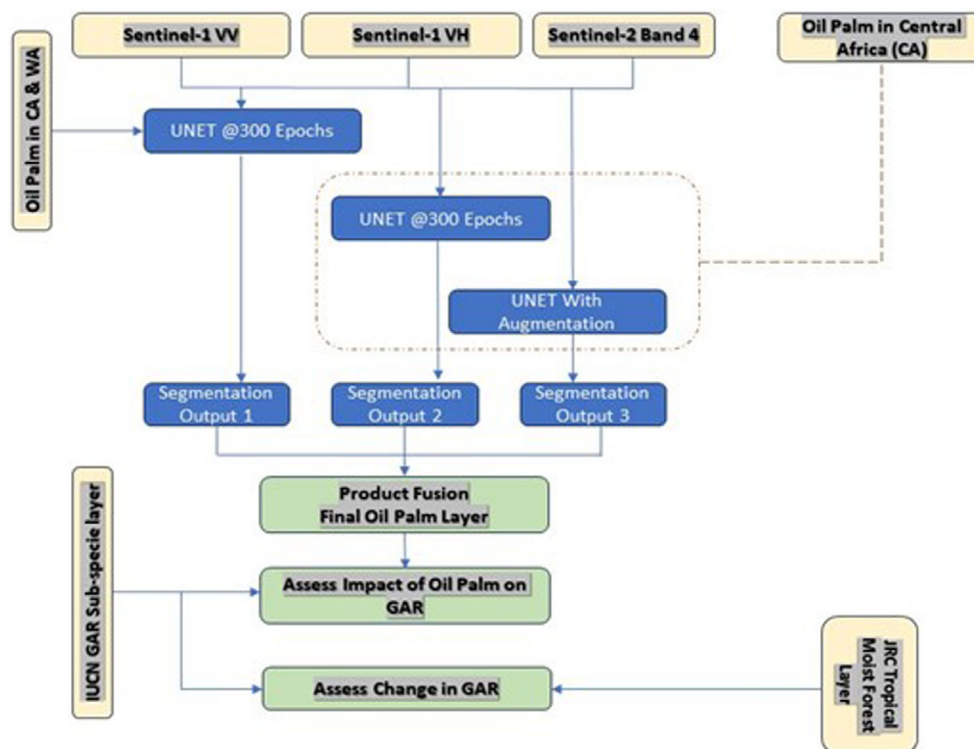 Sentinel-1 VV
Sentinel-1 VH
Sentinel-2 Band 4
Oil Palm in Central
Africa (CA)
Oil Palm in CA & WA
UNET @300 Epochs
UNET @300 Epochs
UNET With
Augmentation
Segmentation
Output 1
Segmentation
Output 2
Segmentation
Output 3
IUCN GAR Sub-specie layer
Product Fusion
Final Oil Palm Layer
Assess Impact of Oil Palm on
GAR
Assess Change in GAR
JRC Tropical
Moist Forest
Layer